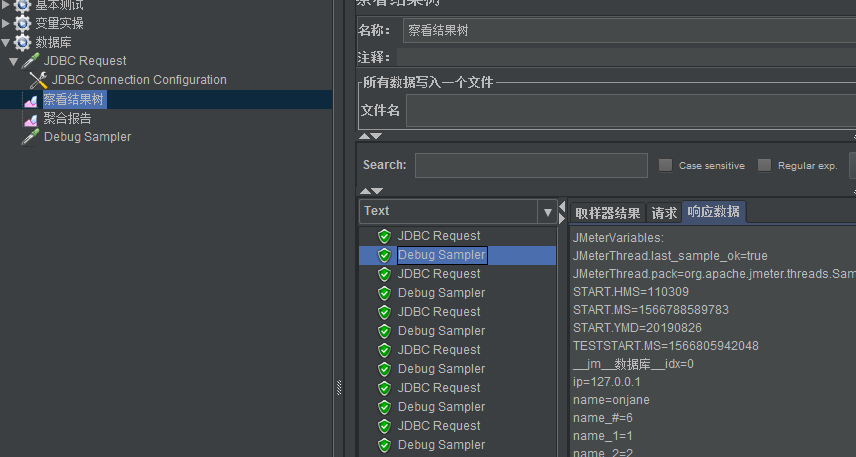 基本测试
变量实操
数据库
JDBC Request
JDBC Connection Configuration
察看结果树
聚合报告
Debug Sampler
察看结果树
名称: 察看结果树
注释:
所有数据写入一个文件
文件名
Search:
Case sensitive
Regular exp.
Text
JDBC Request
Debug Sampler
JDBC Request
Debug Sampler
JDBC Request
Debug Sampler
JDBC Request
Debug Sampler
JDBC Request
Debug Sampler
JDBC Request
Debug Sampler
取样器结果 请求 响应数据
JMeterVariables:
JMeterThread.last_sample_ok=true
JMeterThread.pack=org.apache.jmeter.threads.Sam
START.HMS=110309
START.MS=1566788589783
START.YMD=20190826
TESTSTART.MS=1566805942048
__jm__数据库__idx=0
ip=127.0.0.1
name=onjane
name_#=6
name_1=1
name_2=2